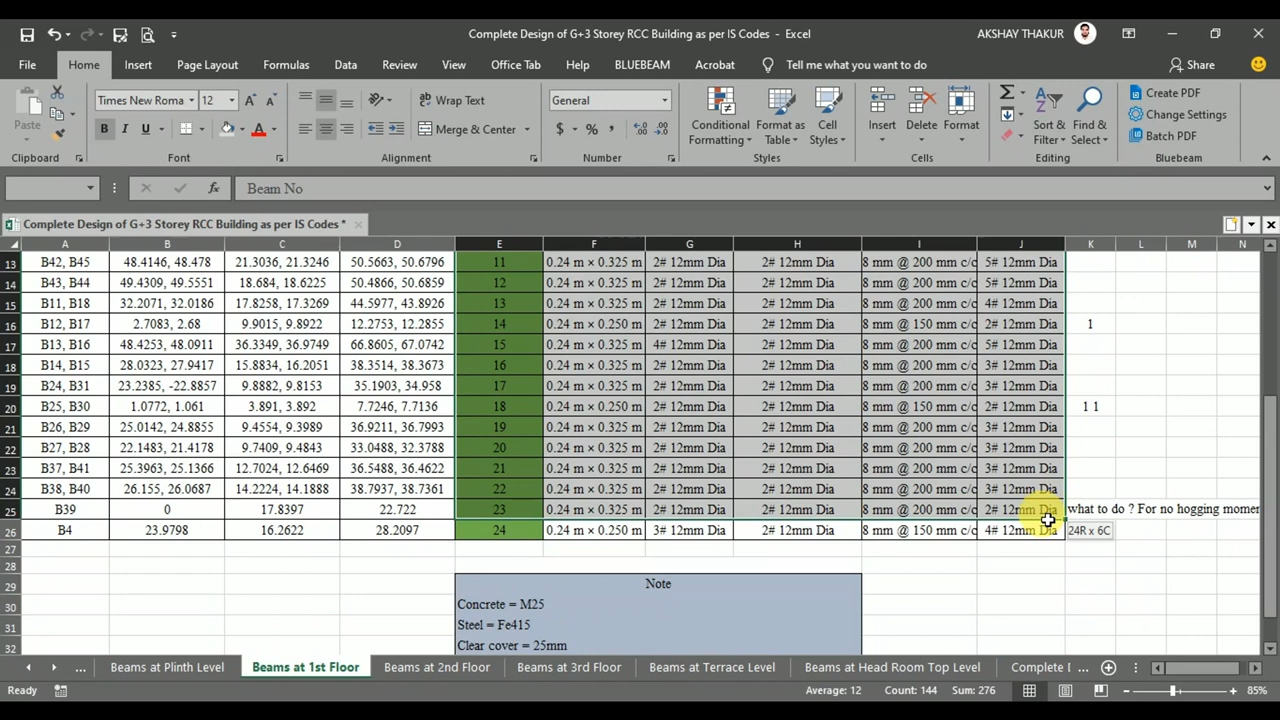 Complete Design of G+3 Storey RCC Building as per IS Codes - Excel
AKSHAY THAKUR
File Home Insert Page Layout Formulas Data Review View Office Tab Help BLUEBEAM Acrobat Tell me what you want to do Share
Paste
Times New Roma 12
B I U
Wrap Text
Merge & Center
General
$ % ,
Conditional Formatting
Format as Table
Cell Styles
Insert
Delete
Format
Sort & Filter
Find & Select
Create PDF
Change Settings
Batch PDF
Clipboard Font Alignment Number Styles Cells Editing Bluebeam
fx Beam No
Complete Design of G+3 Storey RCC Building as per IS Codes *
A B C D E F G H I J K L M N
13 B42, B45 48.4146, 48.478 21.3036, 21.3246 50.5663, 50.6796 11 0.24 m × 0.325 m 2# 12mm Dia 2# 12mm Dia 8 mm @ 200 mm c/c 5# 12mm Dia
14 B43, B44 49.4309, 49.5551 18.684, 18.6225 50.4866, 50.6859 12 0.24 m × 0.325 m 2# 12mm Dia 2# 12mm Dia 8 mm @ 200 mm c/c 5# 12mm Dia
15 B11, B18 32.2071, 32.0186 17.8258, 17.3269 44.5977, 43.8926 13 0.24 m × 0.325 m 2# 12mm Dia 2# 12mm Dia 8 mm @ 200 mm c/c 4# 12mm Dia
16 B12, B17 2.7083, 2.68 9.9015, 9.8922 12.2753, 12.2855 14 0.24 m × 0.250 m 2# 12mm Dia 2# 12mm Dia 8 mm @ 150 mm c/c 2# 12mm Dia 1
17 B13, B16 48.4253, 48.0911 36.3349, 36.9749 66.8605, 67.0742 15 0.24 m × 0.325 m 4# 12mm Dia 2# 12mm Dia 8 mm @ 200 mm c/c 5# 12mm Dia
18 B14, B15 28.0323, 27.9417 15.8834, 16.2051 38.3514, 38.3673 16 0.24 m × 0.325 m 2# 12mm Dia 2# 12mm Dia 8 mm @ 200 mm c/c 3# 12mm Dia
19 B24, B31 23.2385, -22.8857 9.8882, 9.8153 35.1903, 34.958 17 0.24 m × 0.325 m 2# 12mm Dia 2# 12mm Dia 8 mm @ 200 mm c/c 3# 12mm Dia
20 B25, B30 1.0772, 1.061 3.891, 3.892 7.7246, 7.7136 18 0.24 m × 0.250 m 2# 12mm Dia 2# 12mm Dia 8 mm @ 150 mm c/c 2# 12mm Dia 1 1
21 B26, B29 25.0142, 24.8855 9.4554, 9.3989 36.9211, 36.7993 19 0.24 m × 0.325 m 2# 12mm Dia 2# 12mm Dia 8 mm @ 200 mm c/c 3# 12mm Dia
22 B27, B28 22.1483, 21.4178 9.7409, 9.4843 33.0488, 32.3788 20 0.24 m × 0.325 m 2# 12mm Dia 2# 12mm Dia 8 mm @ 200 mm c/c 3# 12mm Dia
23 B37, B41 25.3963, 25.1366 12.7024, 12.6469 36.5488, 36.4622 21 0.24 m × 0.325 m 2# 12mm Dia 2# 12mm Dia 8 mm @ 200 mm c/c 3# 12mm Dia
24 B38, B40 26.155, 26.0687 14.2224, 14.1888 38.7937, 38.7361 22 0.24 m × 0.325 m 2# 12mm Dia 2# 12mm Dia 8 mm @ 200 mm c/c 3# 12mm Dia
25 B39 0 17.8397 22.722 23 0.24 m × 0.325 m 2# 12mm Dia 2# 12mm Dia 8 mm @ 200 mm c/c 2# 12mm Dia what to do ? For no hogging momen
26 B4 23.9798 16.2622 28.2097 24 0.24 m × 0.250 m 3# 12mm Dia 2# 12mm Dia 8 mm @ 150 mm c/c 4# 12mm Dia 24R x 6C
27
28
29 Note
30 Concrete = M25
31 Steel = Fe415
32 Clear cover = 25mm
... Beams at Plinth Level Beams at 1st Floor Beams at 2nd Floor Beams at 3rd Floor Beams at Terrace Level Beams at Head Room Top Level Complete D ...
Ready Average: 12 Count: 144 Sum: 276 85%